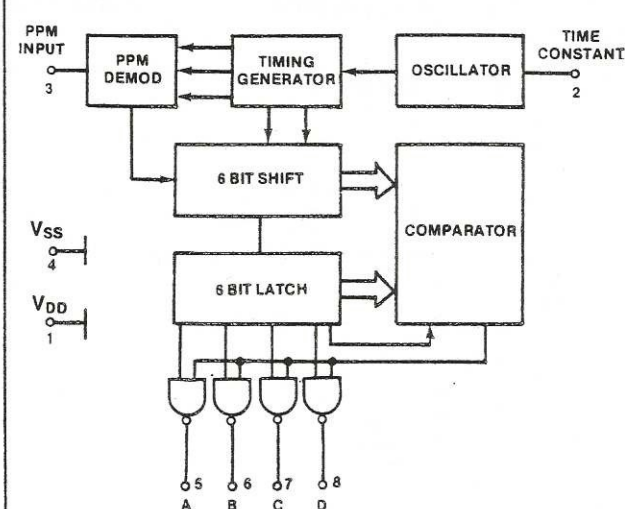 PPM
INPUT
3
PPM
DEMOD
TIMING
GENERATOR
OSCILLATOR
TIME
CONSTANT
2
6 BIT SHIFT
COMPARATOR
VSS
4
6 BIT LATCH
VDD
1
5
6
7
8
A
B
C
D